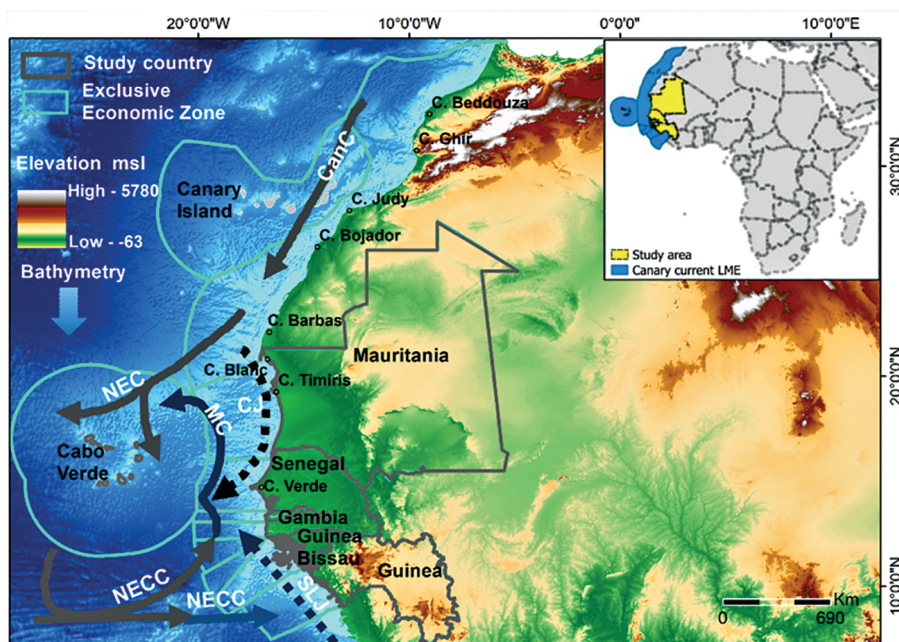 20°0'0"W
10°0'0"W
0°0'0"E
10°0'0"E
Study country
Exclusive
Economic Zone
Elevation msl
High - 5780
Low - -63
Bathymetry
CanC
Canary
Island
C. Beddouza
C. Ghir
C. Judy
C. Bojador
C. Barbas
C. Blanc
C. Timiris
Mauritania
NEC
MC
CJ
Cabo
Verde
Senegal
C. Verde
Gambia
Guinea
Bissau
Guinea
NECC
NECC
SLJ
Study area
Canary current LME
30°0'0"N
20°0'0"N
10°0'0"N
0
690
Km